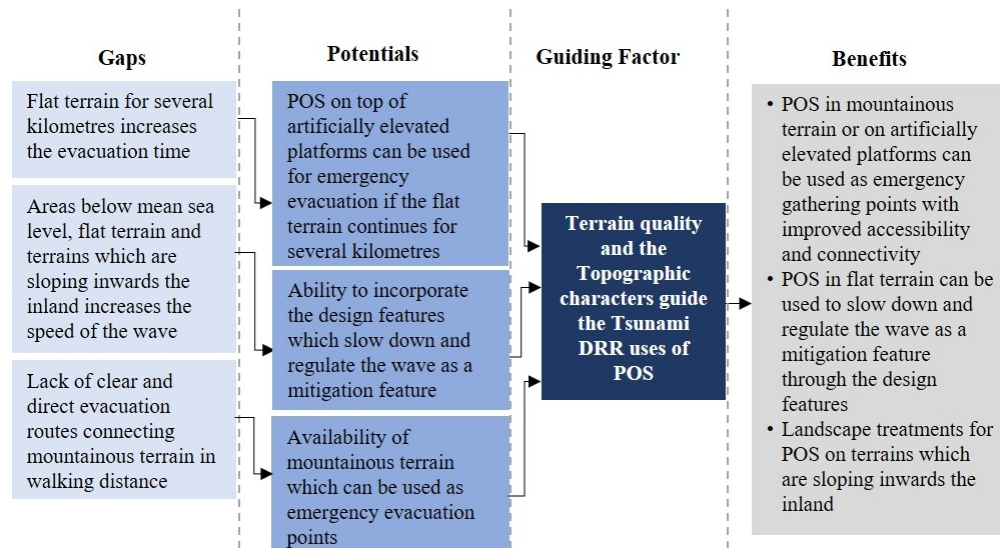 Gaps
Flat terrain for several
kilometres increases
the evacuation time
Areas below mean sea
level, flat terrain and
terrains which are
sloping inwards the
inland increases the
speed of the wave
Lack of clear and
direct evacuation
routes connecting
mountainous terrain in
walking distance
Potentials
POS on top of
artificially elevated
platforms can be used
for emergency
evacuation if the flat
terrain continues for
several kilometres
Ability to incorporate
the design features
which slow down and
regulate the wave as a
mitigation feature
Availability of
mountainous terrain
which can be used as
emergency evacuation
points
Guiding Factor
Terrain quality
and the
Topographic
characters guide
the Tsunami
DRR uses of
POS
Benefits
• POS in mountainous
terrain or on artificially
elevated platforms can
be used as emergency
gathering points with
improved accessibility
and connectivity
• POS in flat terrain can be
used to slow down and
regulate the wave as a
mitigation feature
through the design
features
• Landscape treatments for
POS on terrains which
are sloping inwards the
inland